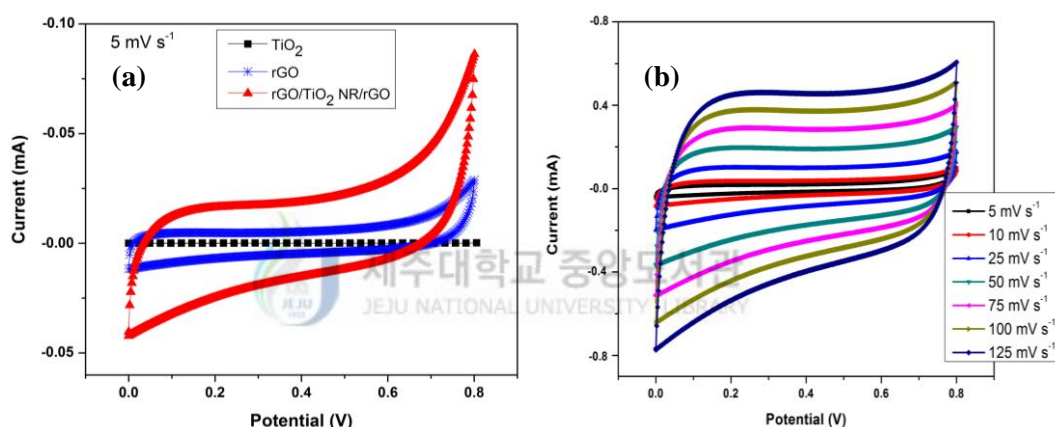 5 mV s⁻¹
(a)
TiO₂
rGO
rGO/TiO₂ NR/rGO
Current (mA)
-0.10
-0.05
-0.00
0.00
-0.05
0.0
0.2
0.4
0.6
0.8
Potential (V)
(b)
Current (mA)
-0.8
0.4
-0.0
-0.4
-0.8
0.0
0.2
0.4
0.6
0.8
Potential (V)
5 mV s⁻¹
10 mV s⁻¹
25 mV s⁻¹
50 mV s⁻¹
75 mV s⁻¹
100 mV s⁻¹
125 mV s⁻¹
제주대학교 중앙도서관
JEJU NATIONAL UNIVERSITY LIBRARY
JEJU
1952